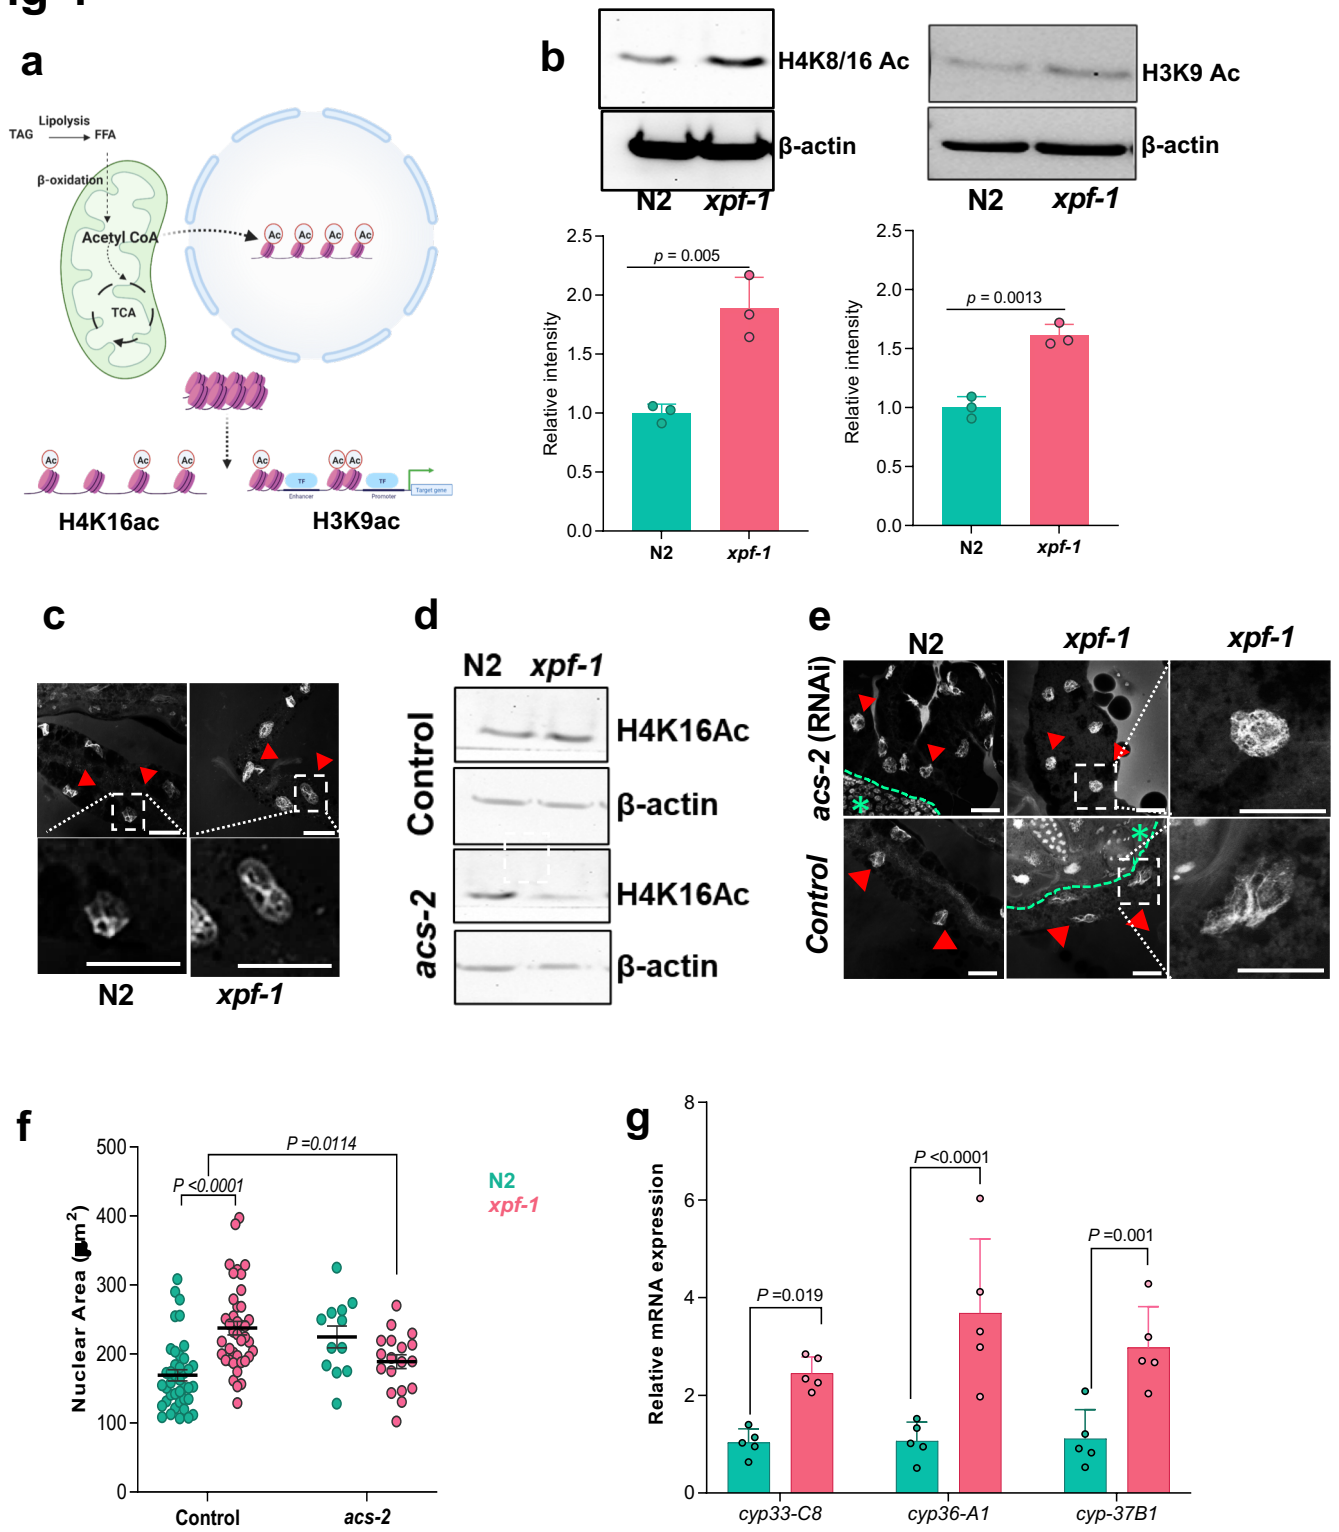 a
Lipolysis
TAG
FFA
β-oxidation
Acetyl CoA
TCA
Ac Ac Ac Ac
Ac Ac Ac
Ac Ac Ac
TF TF
Enhancer Promoter
Target gene
H4K16ac
H3K9ac
b
H4K8/16 Ac
β-actin
N2 xpf-1
H3K9 Ac
β-actin
N2 xpf-1
Relative intensity
2.5
2.0
1.5
1.0
0.5
0.0
p = 0.005
N2 xpf-1
Relative intensity
2.5
2.0
1.5
1.0
0.5
0.0
p = 0.0013
N2 xpf-1
c
N2 xpf-1
d
N2 xpf-1
Control
H4K16Ac
β-actin
acs-2
H4K16Ac
β-actin
e
N2 xpf-1 xpf-1
acs-2 (RNAi)
*
Control
*
f
Nuclear Area (µm²)
500
400
300
200
100
0
P =0.0114
P <0.0001
N2
xpf-1
Control acs-2
g
Relative mRNA expression
8
6
4
2
0
P =0.019
P <0.0001
P =0.001
cyp33-C8 cyp36-A1 cyp-37B1